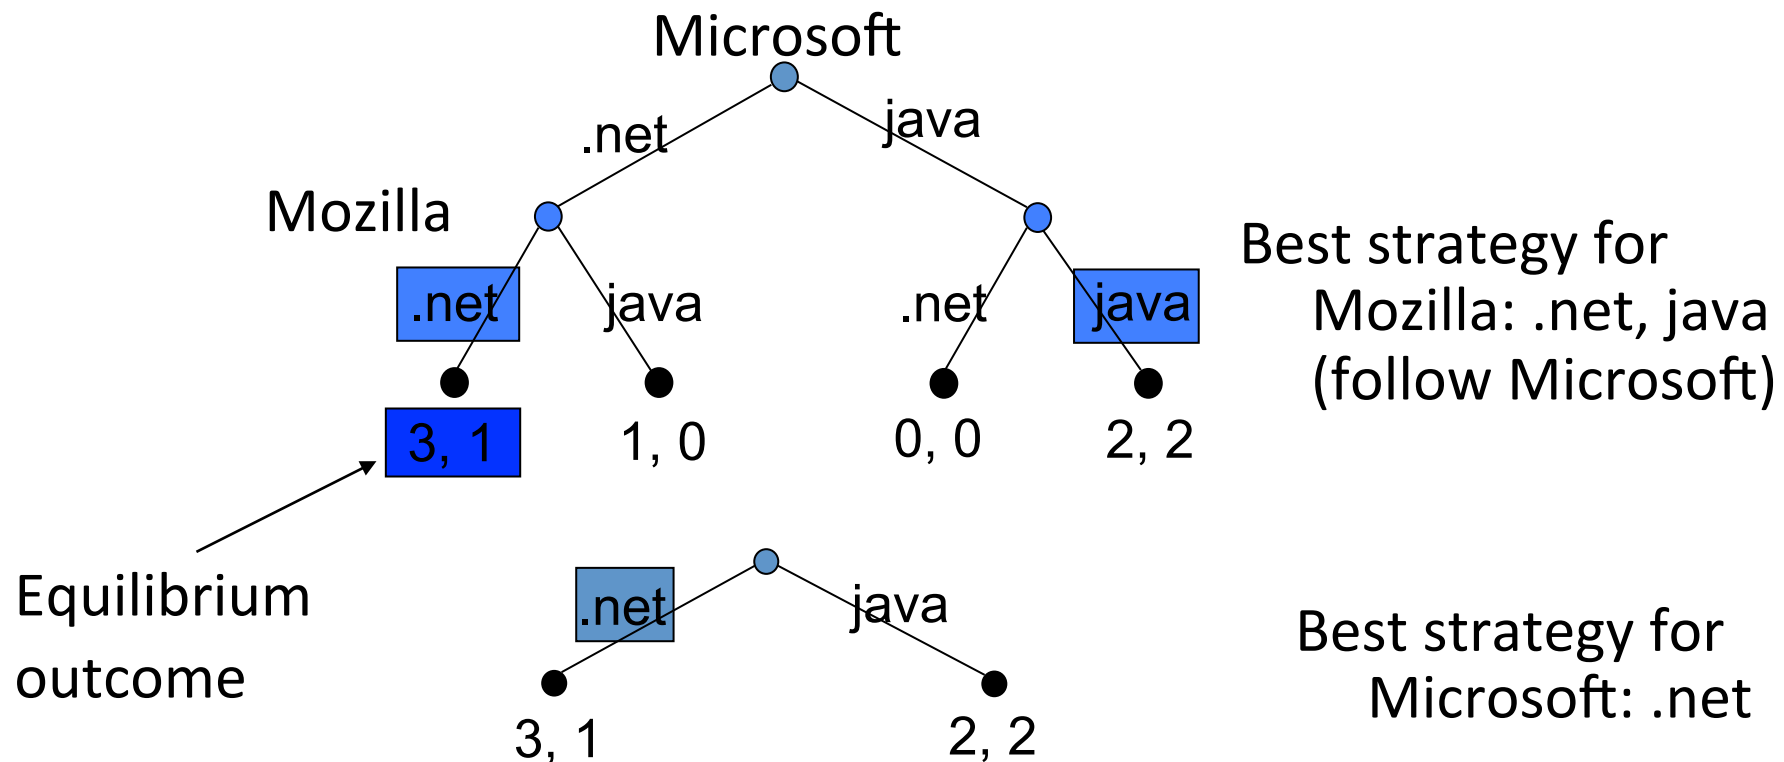 Microsoft
.net
java
Mozilla
.net
java
.net
java
Best strategy for
Mozilla: .net, java
(follow Microsoft)
3, 1
1, 0
0, 0
2, 2
Equilibrium
outcome
.net
java
3, 1
2, 2
Best strategy for
Microsoft: .net